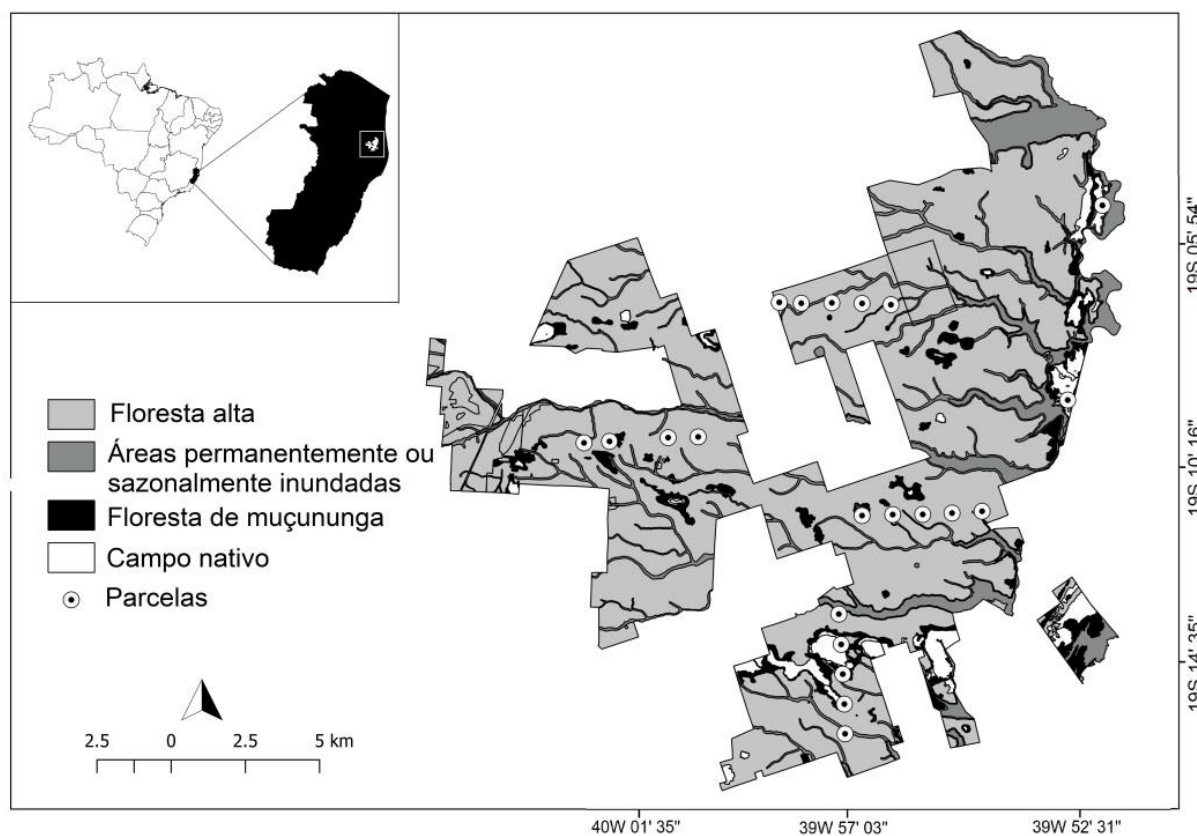 Floresta alta
Áreas permanentemente ou
sazonalmente inundadas
Floresta de muçununga
Campo nativo
Parcelas
2.5 0 2.5 5 km
19S 05' 54"
19S 10' 16"
19S 14' 35"
40W 01' 35" 39W 57' 03" 39W 52' 31"